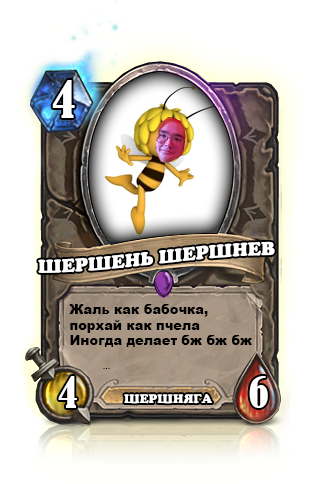 4
ШЕРШЕНЬ ШЕРШНЕВ
Жаль как бабочка,
порхай как пчела
Иногда делает бж бж бж
...
4
ШЕРШНЯГА
6